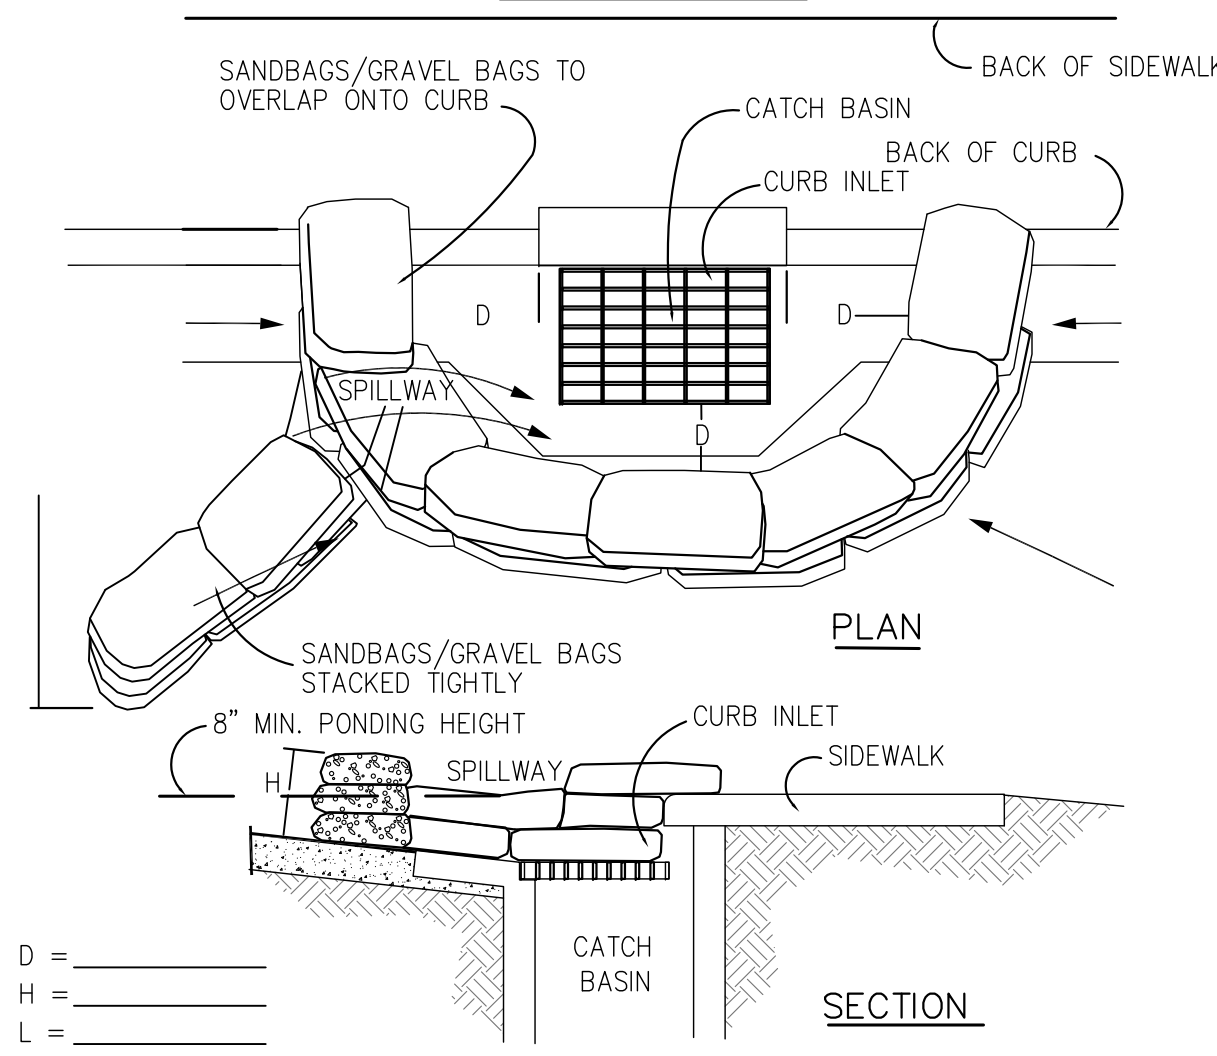 BACK OF SIDEWALK
SANDBAGS/GRAVEL BAGS TO
OVERLAP ONTO CURB
CATCH BASIN
BACK OF CURB
CURB INLET
D
D
SPILLWAY
D
PLAN
SANDBAGS/GRAVEL BAGS
STACKED TIGHTLY
8” MIN. PONDING HEIGHT
CURB INLET
SIDEWALK
H
SPILLWAY
CATCH
BASIN
D =
H =
L =
SECTION